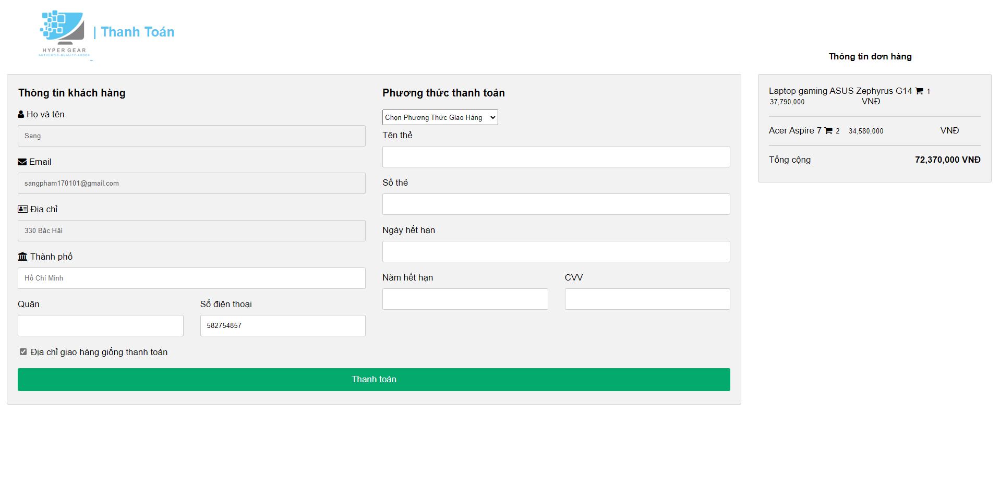 HYPER GEAR
AUTHENTIC-QUALITY-ARDOR
| Thanh Toán
Thông tin đơn hàng
Thông tin khách hàng
Họ và tên
Sang
Email
sangpham170101@gmail.com
Địa chỉ
330 Bắc Hải
Thành phố
Hồ Chí Minh
Quận
Số điện thoại
582754857
Địa chỉ giao hàng giống thanh toán
Phương thức thanh toán
Chọn Phương Thức Giao Hàng
Tên thẻ
Số thẻ
Ngày hết hạn
Năm hết hạn
CVV
Thanh toán
Laptop gaming ASUS Zephyrus G14 1
37,790,000 VNĐ
Acer Aspire 7 2 34,580,000 VNĐ
Tổng cộng 72,370,000 VNĐ